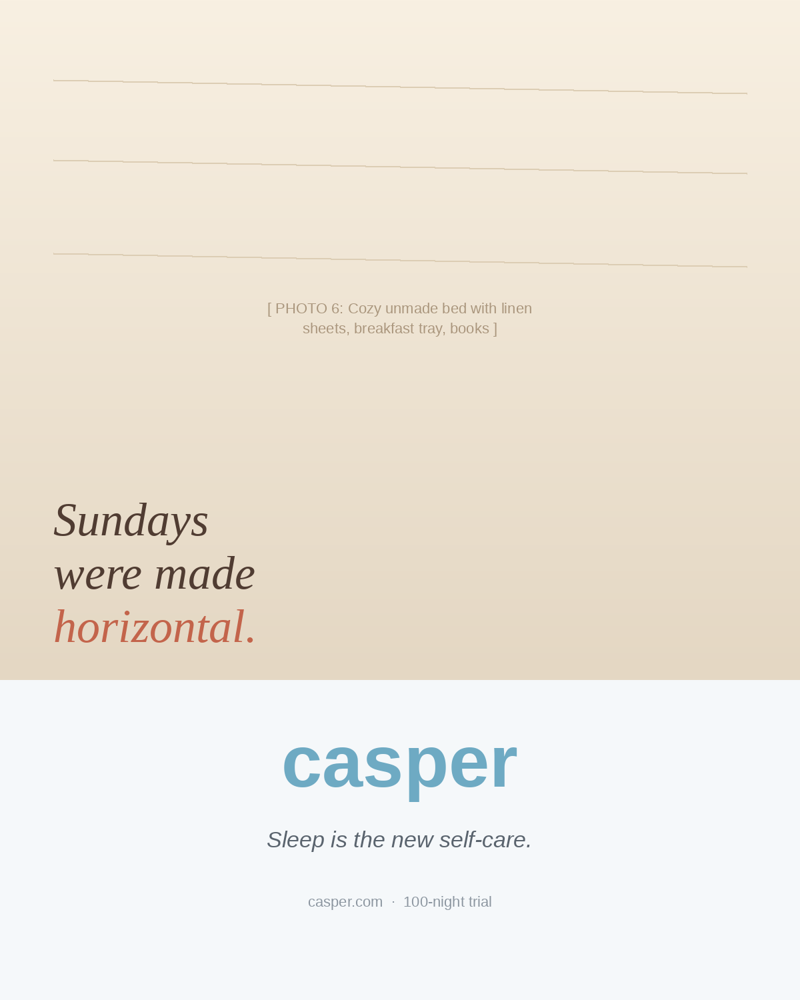 [ PHOTO 6: Cozy unmade bed with linen
sheets, breakfast tray, books ]
Sundays
were made
horizontal.
casper
Sleep is the new self-care.
casper.com · 100-night trial